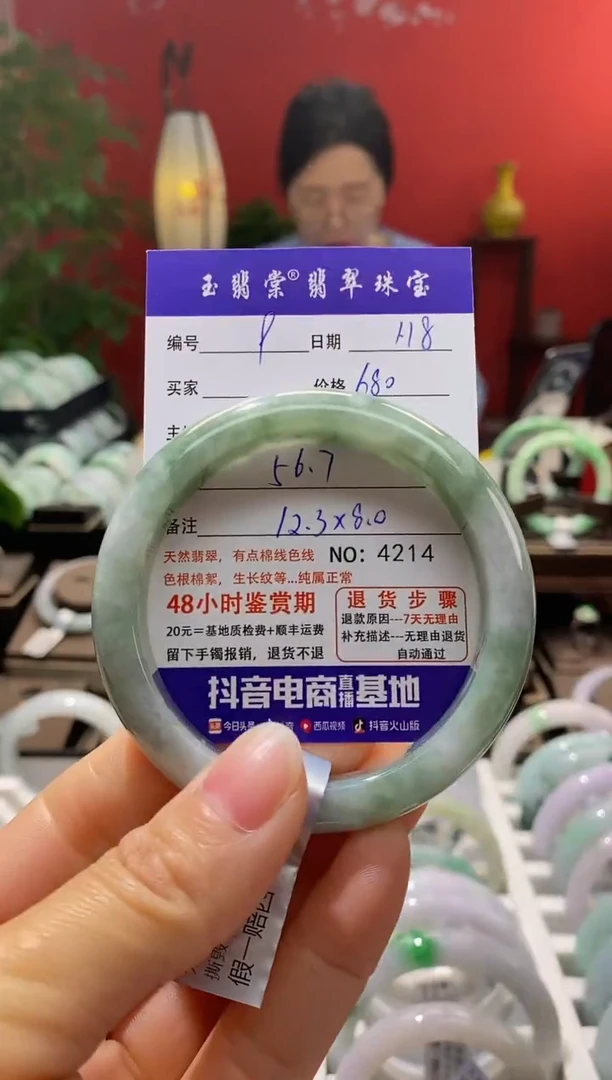 玉翡棠®翡翠珠宝
编号 P 日期 118
买家 价格 680
56.7
备注 12.3×8.0
天然翡翠，有点棉线色线 NO: 4214
色根棉絮，生长纹等...纯属正常
48小时鉴赏期
20元=基地质检费+顺丰运费
留下手镯报销，退货不退
退货步骤
退款原因---7天无理由
补充描述---无理由退货
自动通过
抖音电商直播基地
今日头条 西瓜视频 抖音火山版
撕毁
假一赔四